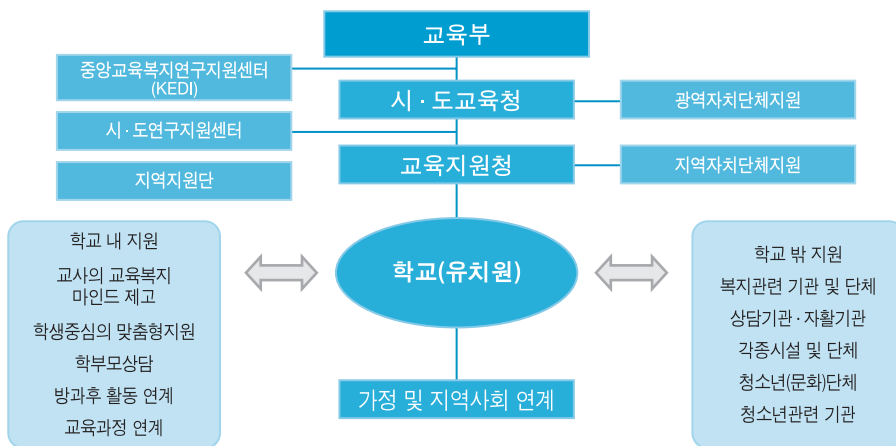 교육부
중앙교육복지연구지원센터
(KEDI)
시·도교육청
광역자치단체지원
시·도연구지원센터
교육지원청
지역자치단체지원
지역지원단
학교 내 지원
교사의 교육복지
마인드 제고
학생중심의 맞춤형지원
학부모상담
방과후 활동 연계
교육과정 연계
학교(유치원)
가정 및 지역사회 연계
학교 밖 지원
복지관련 기관 및 단체
상담기관·자활기관
각종시설 및 단체
청소년(문화)단체
청소년관련 기관